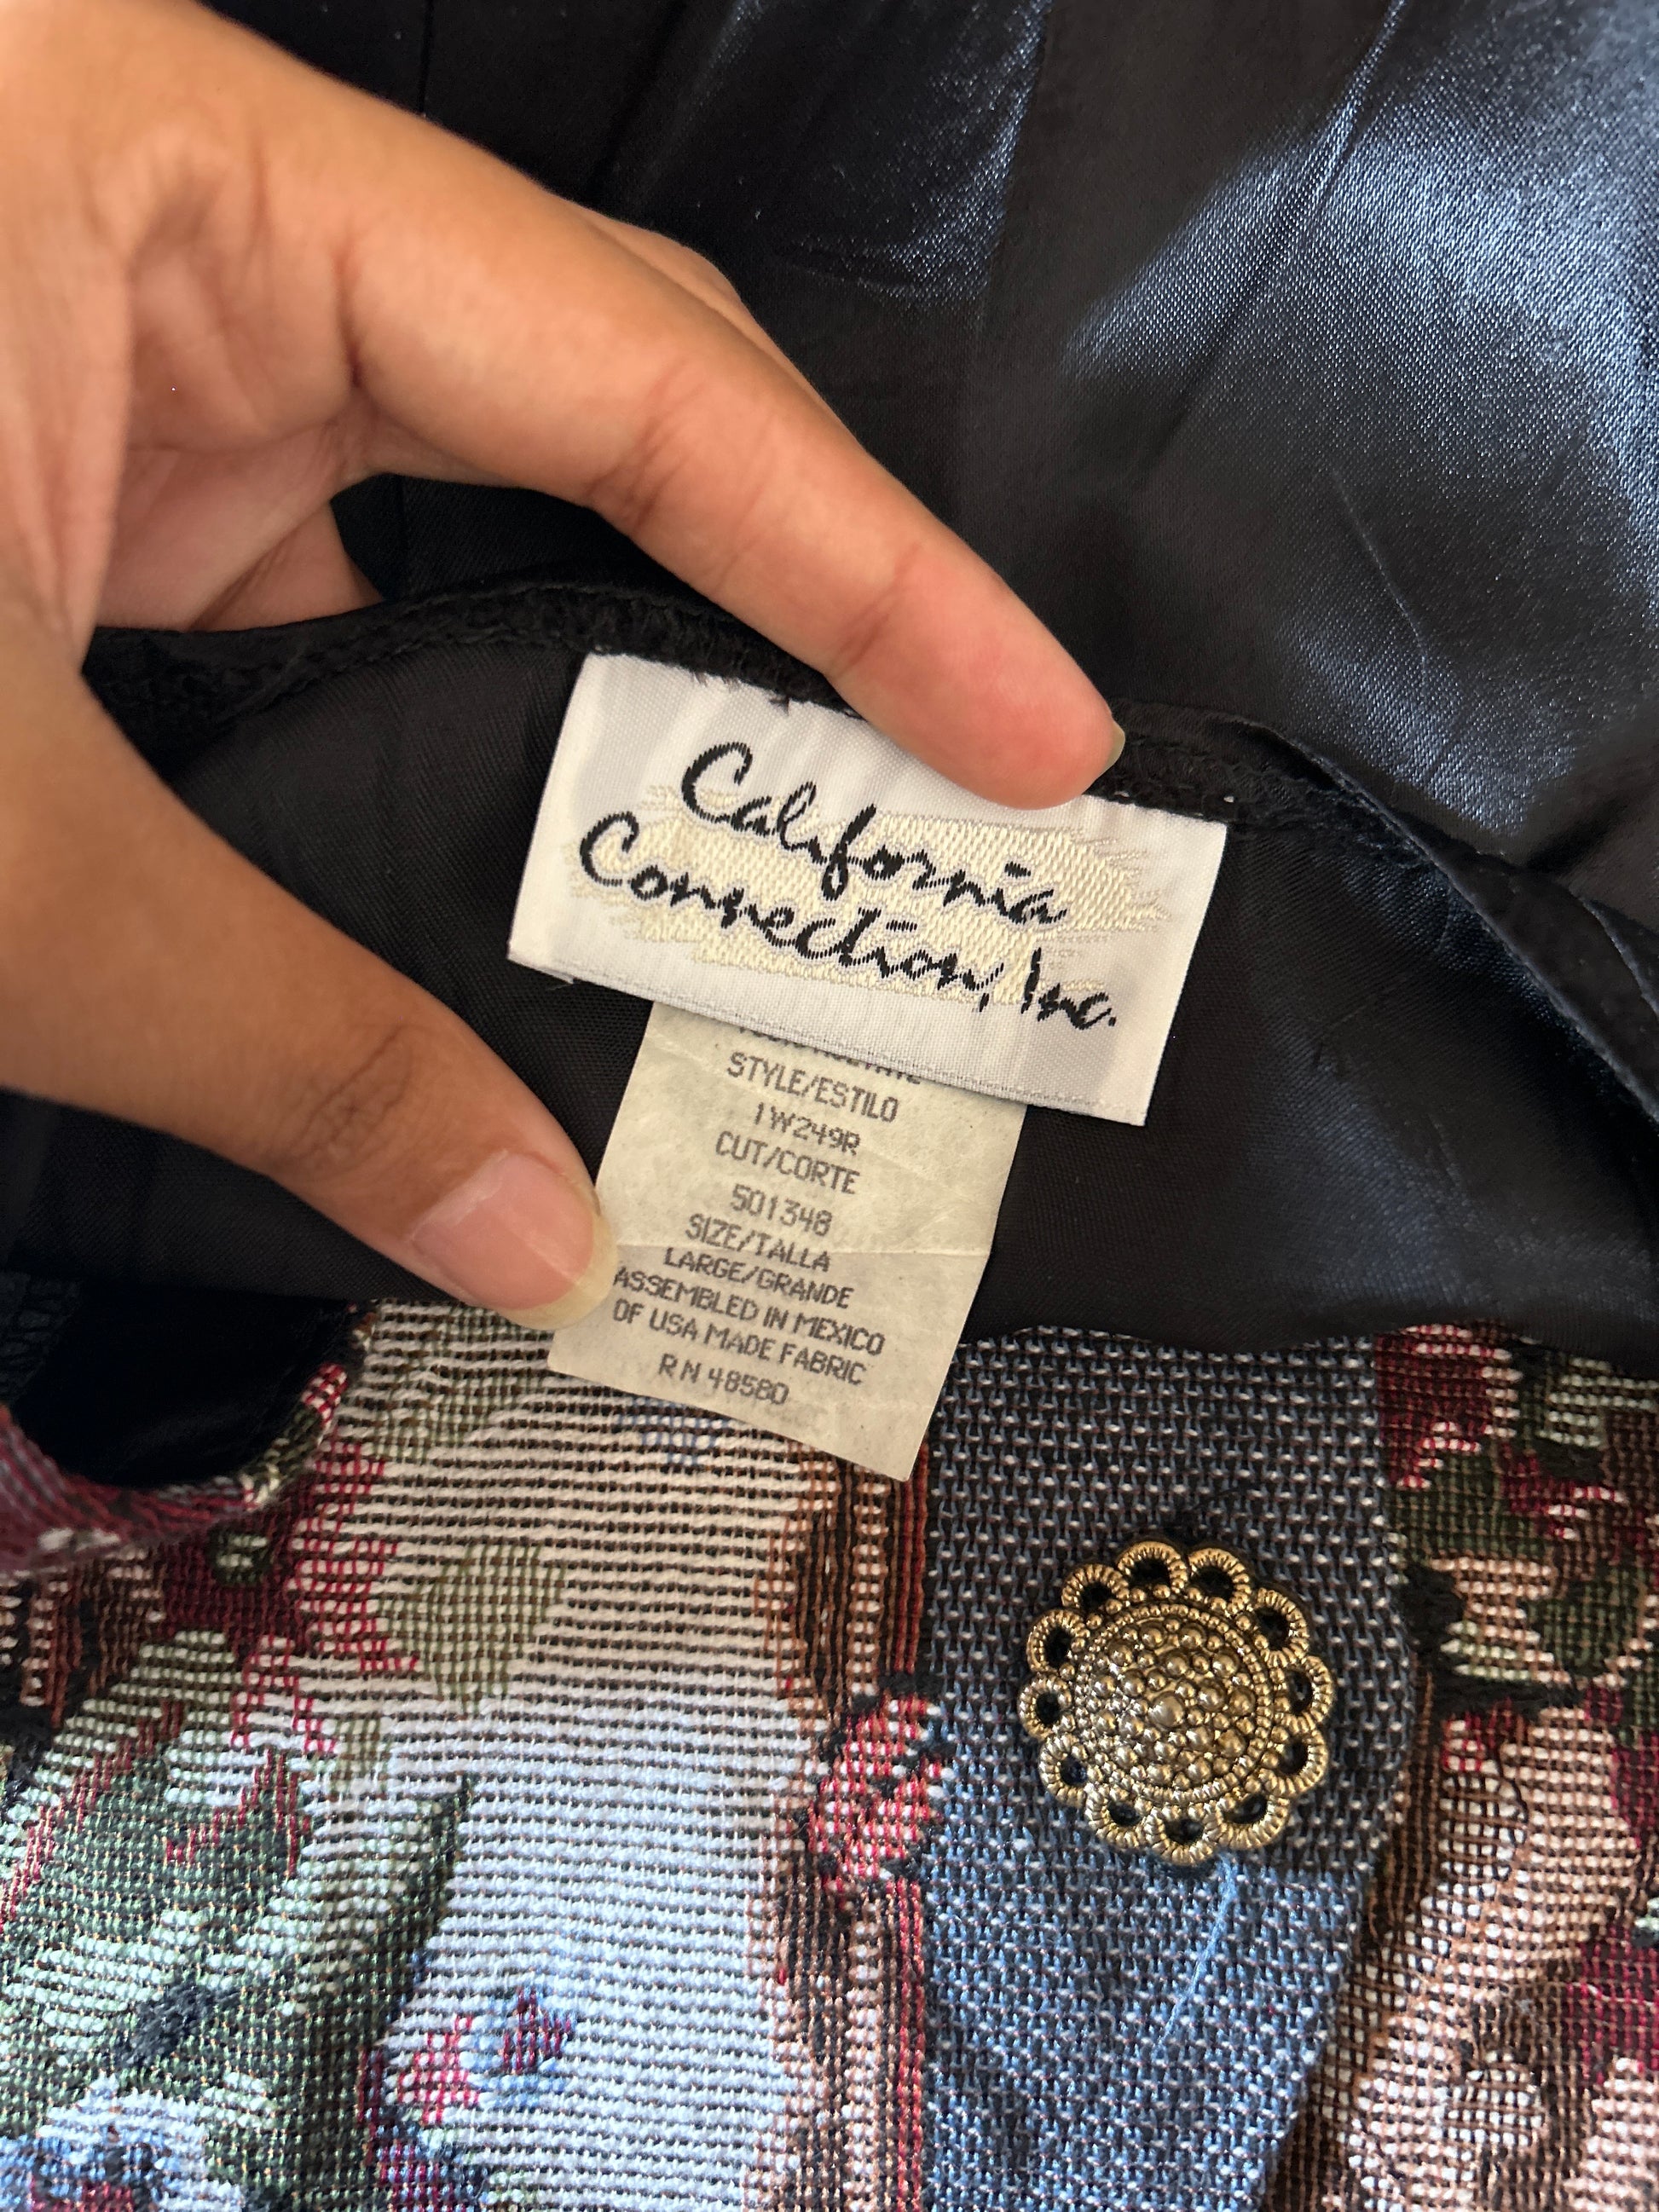 California
Connection, Inc.
STYLE/ESTILO
1W249R
CUT/CORTE
501348
SIZE/TALLA
LARGE/GRANDE
ASSEMBLED IN MEXICO
OF USA MADE FABRIC
RN 48580